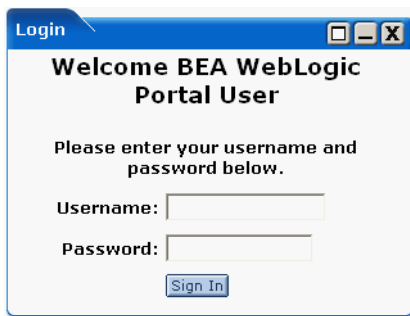 Login
Welcome BEA WebLogic
Portal User
Please enter your username and
password below.
Username:
Password:
Sign In